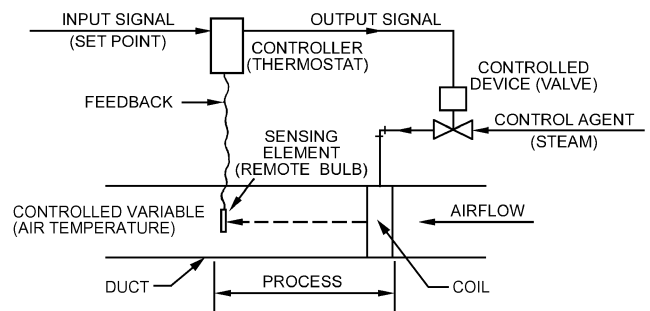 INPUT SIGNAL
(SET POINT)
OUTPUT SIGNAL
CONTROLLER
(THERMOSTAT)
CONTROLLED
DEVICE (VALVE)
FEEDBACK
CONTROL AGENT
(STEAM)
SENSING
ELEMENT
(REMOTE BULB)
CONTROLLED VARIABLE
(AIR TEMPERATURE)
AIRFLOW
DUCT
PROCESS
COIL